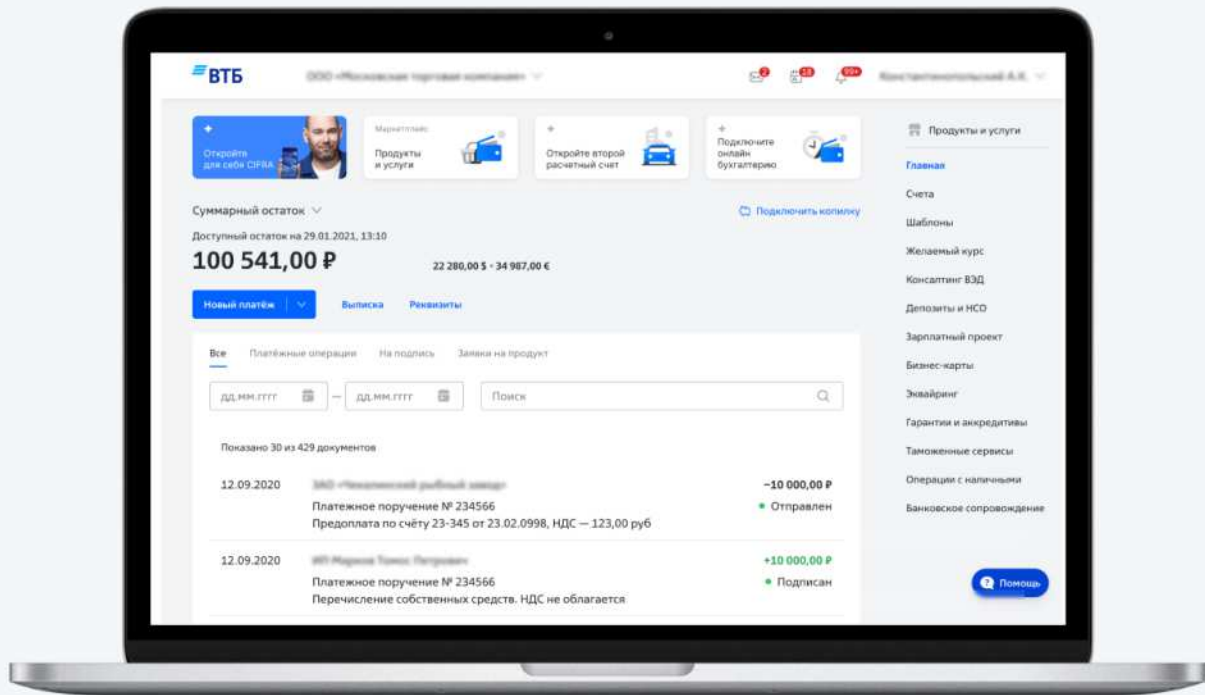 ВТБ
2
18
99+
Откройте
для себя CIFRA
Маркетплейс
Продукты
и услуги
Откройте второй
расчетный счет
Подключите
онлайн
бухгалтерию
Суммарный остаток
Подключить копилку
Доступный остаток на 29.01.2021, 13:10
100 541,00 ₽
22 280,00 $ · 34 987,00 €
Новый платёж
Выписка
Реквизиты
Все
Платёжные операции
На подпись
Заявки на продукт
дд.мм.гггг — дд.мм.гггг
Поиск
Показано 30 из 429 документов
12.09.2020
−10 000,00 ₽
Платежное поручение № 234566
Отправлен
Предоплата по счёту 23-345 от 23.02.0998, НДС — 123,00 руб
12.09.2020
+10 000,00 ₽
Платежное поручение № 234566
Подписан
Перечисление собственных средств. НДС не облагается
Продукты и услуги
Главная
Счета
Шаблоны
Желаемый курс
Консалтинг ВЭД
Депозиты и НСО
Зарплатный проект
Бизнес-карты
Эквайринг
Гарантии и аккредитивы
Таможенные сервисы
Операции с наличными
Банковское сопровождение
Помощь